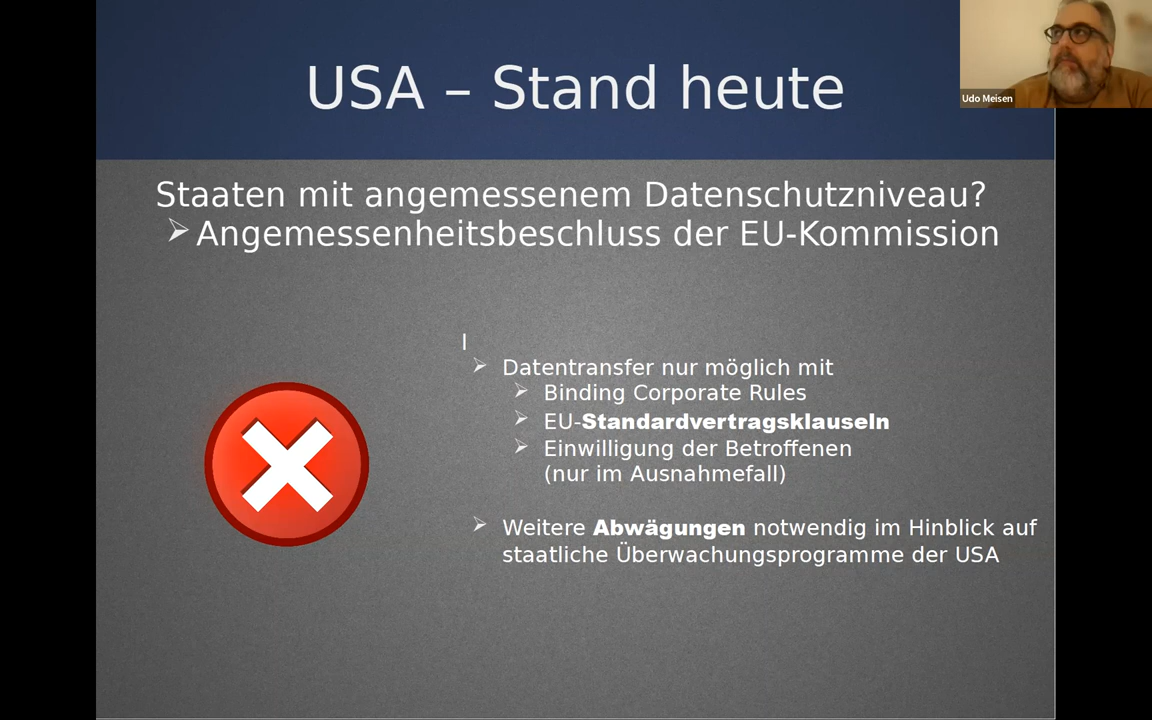 USA – Stand heute
Udo Meisen
Staaten mit angemessenem Datenschutzniveau?
➢ Angemessenheitsbeschluss der EU-Kommission
l
➢ Datentransfer nur möglich mit
➢ Binding Corporate Rules
➢ EU-Standardvertragsklauseln
➢ Einwilligung der Betroffenen
(nur im Ausnahmefall)
➢ Weitere Abwägungen notwendig im Hinblick auf
staatliche Überwachungsprogramme der USA